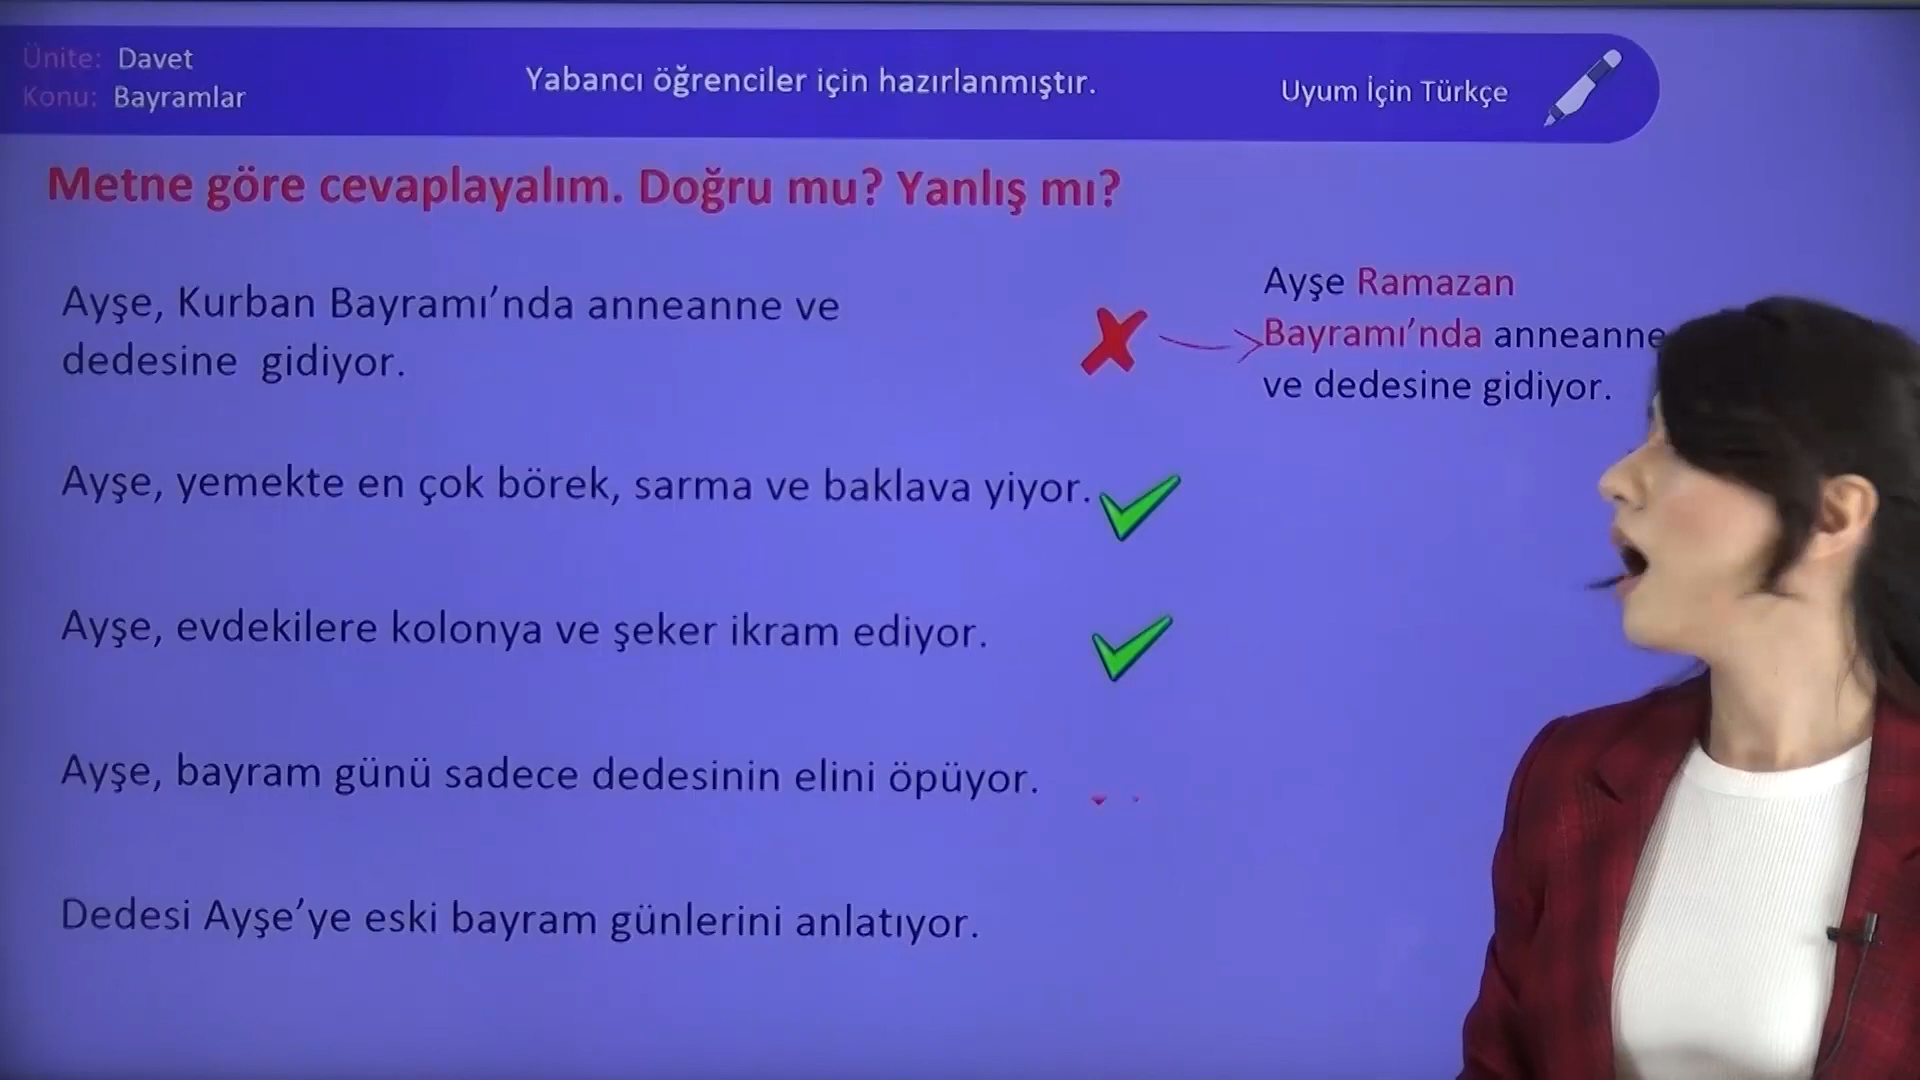 Ünite: Davet
Konu: Bayramlar
Yabancı öğrenciler için hazırlanmıştır.
Uyum İçin Türkçe
Metne göre cevaplayalım. Doğru mu? Yanlış mı?
Ayşe, Kurban Bayramı’nda anneanne ve
dedesine gidiyor.
Ayşe Ramazan
Bayramı’nda anneanne
ve dedesine gidiyor.
Ayşe, yemekte en çok börek, sarma ve baklava yiyor.
Ayşe, evdekilere kolonya ve şeker ikram ediyor.
Ayşe, bayram günü sadece dedesinin elini öpüyor.
Dedesi Ayşe’ye eski bayram günlerini anlatıyor.